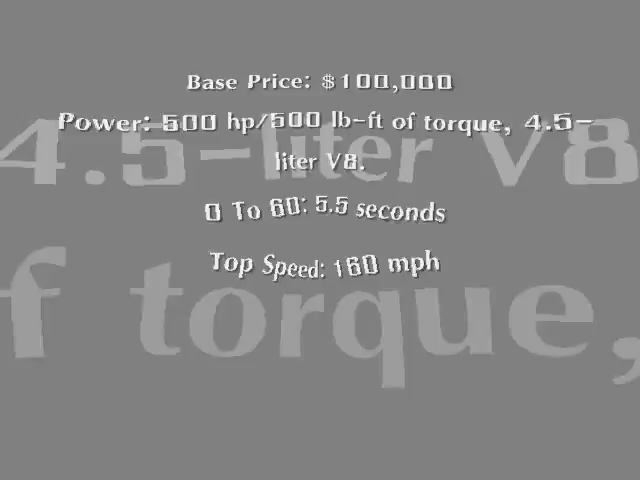 Base Price: $100,000
Power: 500 hp/500 lb-ft of torque, 4.5-
liter V8.
0 To 60: 5.5 seconds
Top Speed: 160 mph
4.5-liter V8
f torque,